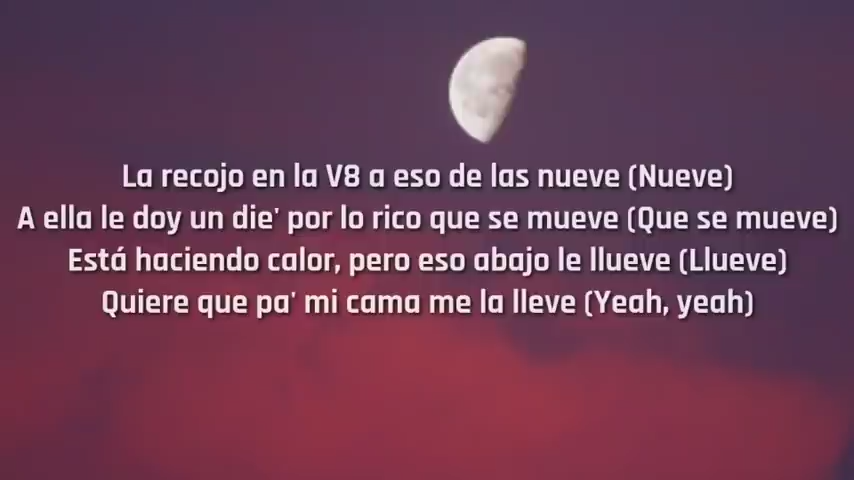 La recojo en la V8 a eso de las nueve (Nueve)
A ella le doy un die' por lo rico que se mueve (Que se mueve)
Está haciendo calor, pero eso abajo le llueve (Llueve)
Quiere que pa' mi cama me la lleve (Yeah, yeah)